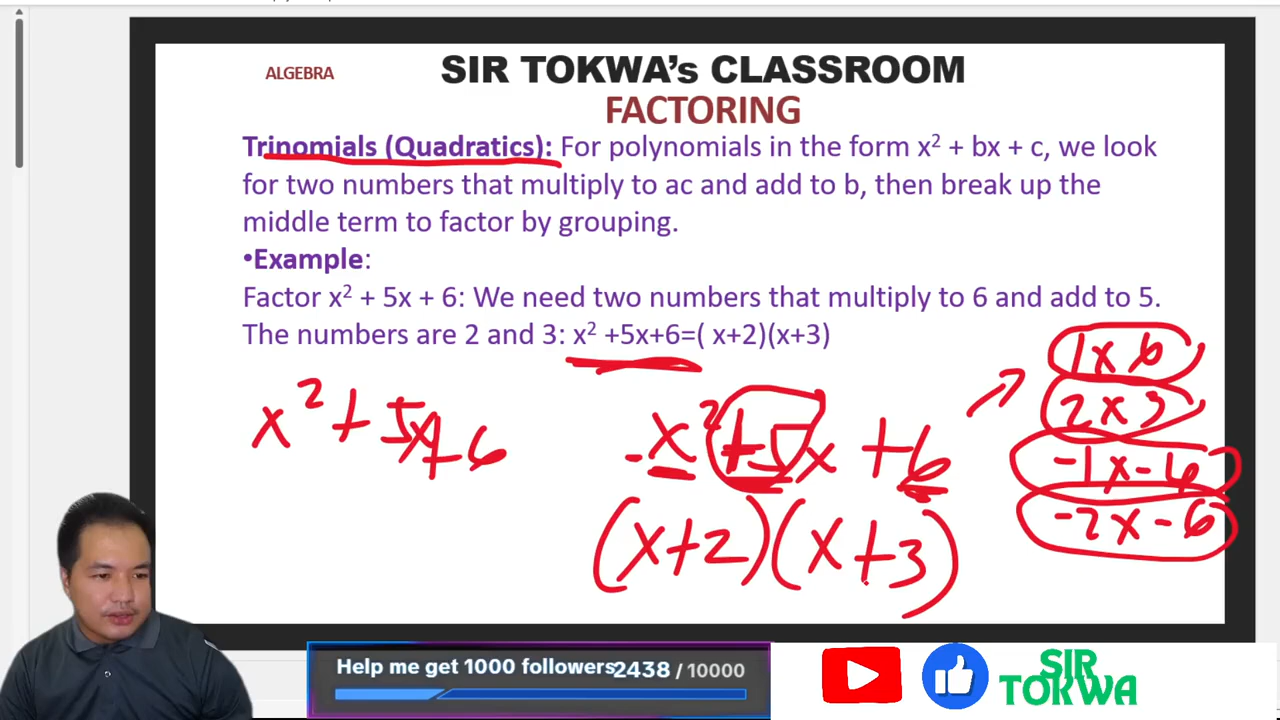 ALGEBRA
SIR TOKWA's CLASSROOM
FACTORING
Trinomials (Quadratics): For polynomials in the form x² + bx + c, we look
for two numbers that multiply to ac and add to b, then break up the
middle term to factor by grouping.
•Example:
Factor x² + 5x + 6: We need two numbers that multiply to 6 and add to 5.
The numbers are 2 and 3: x² +5x+6=( x+2)(x+3)
1x6
2x3
-1x-6
-2x-6
x² + 5x+6
x² +5x +6
(x+2)(x+3)
Help me get 1000 followers 2438 / 10000
SIR
TOKWA